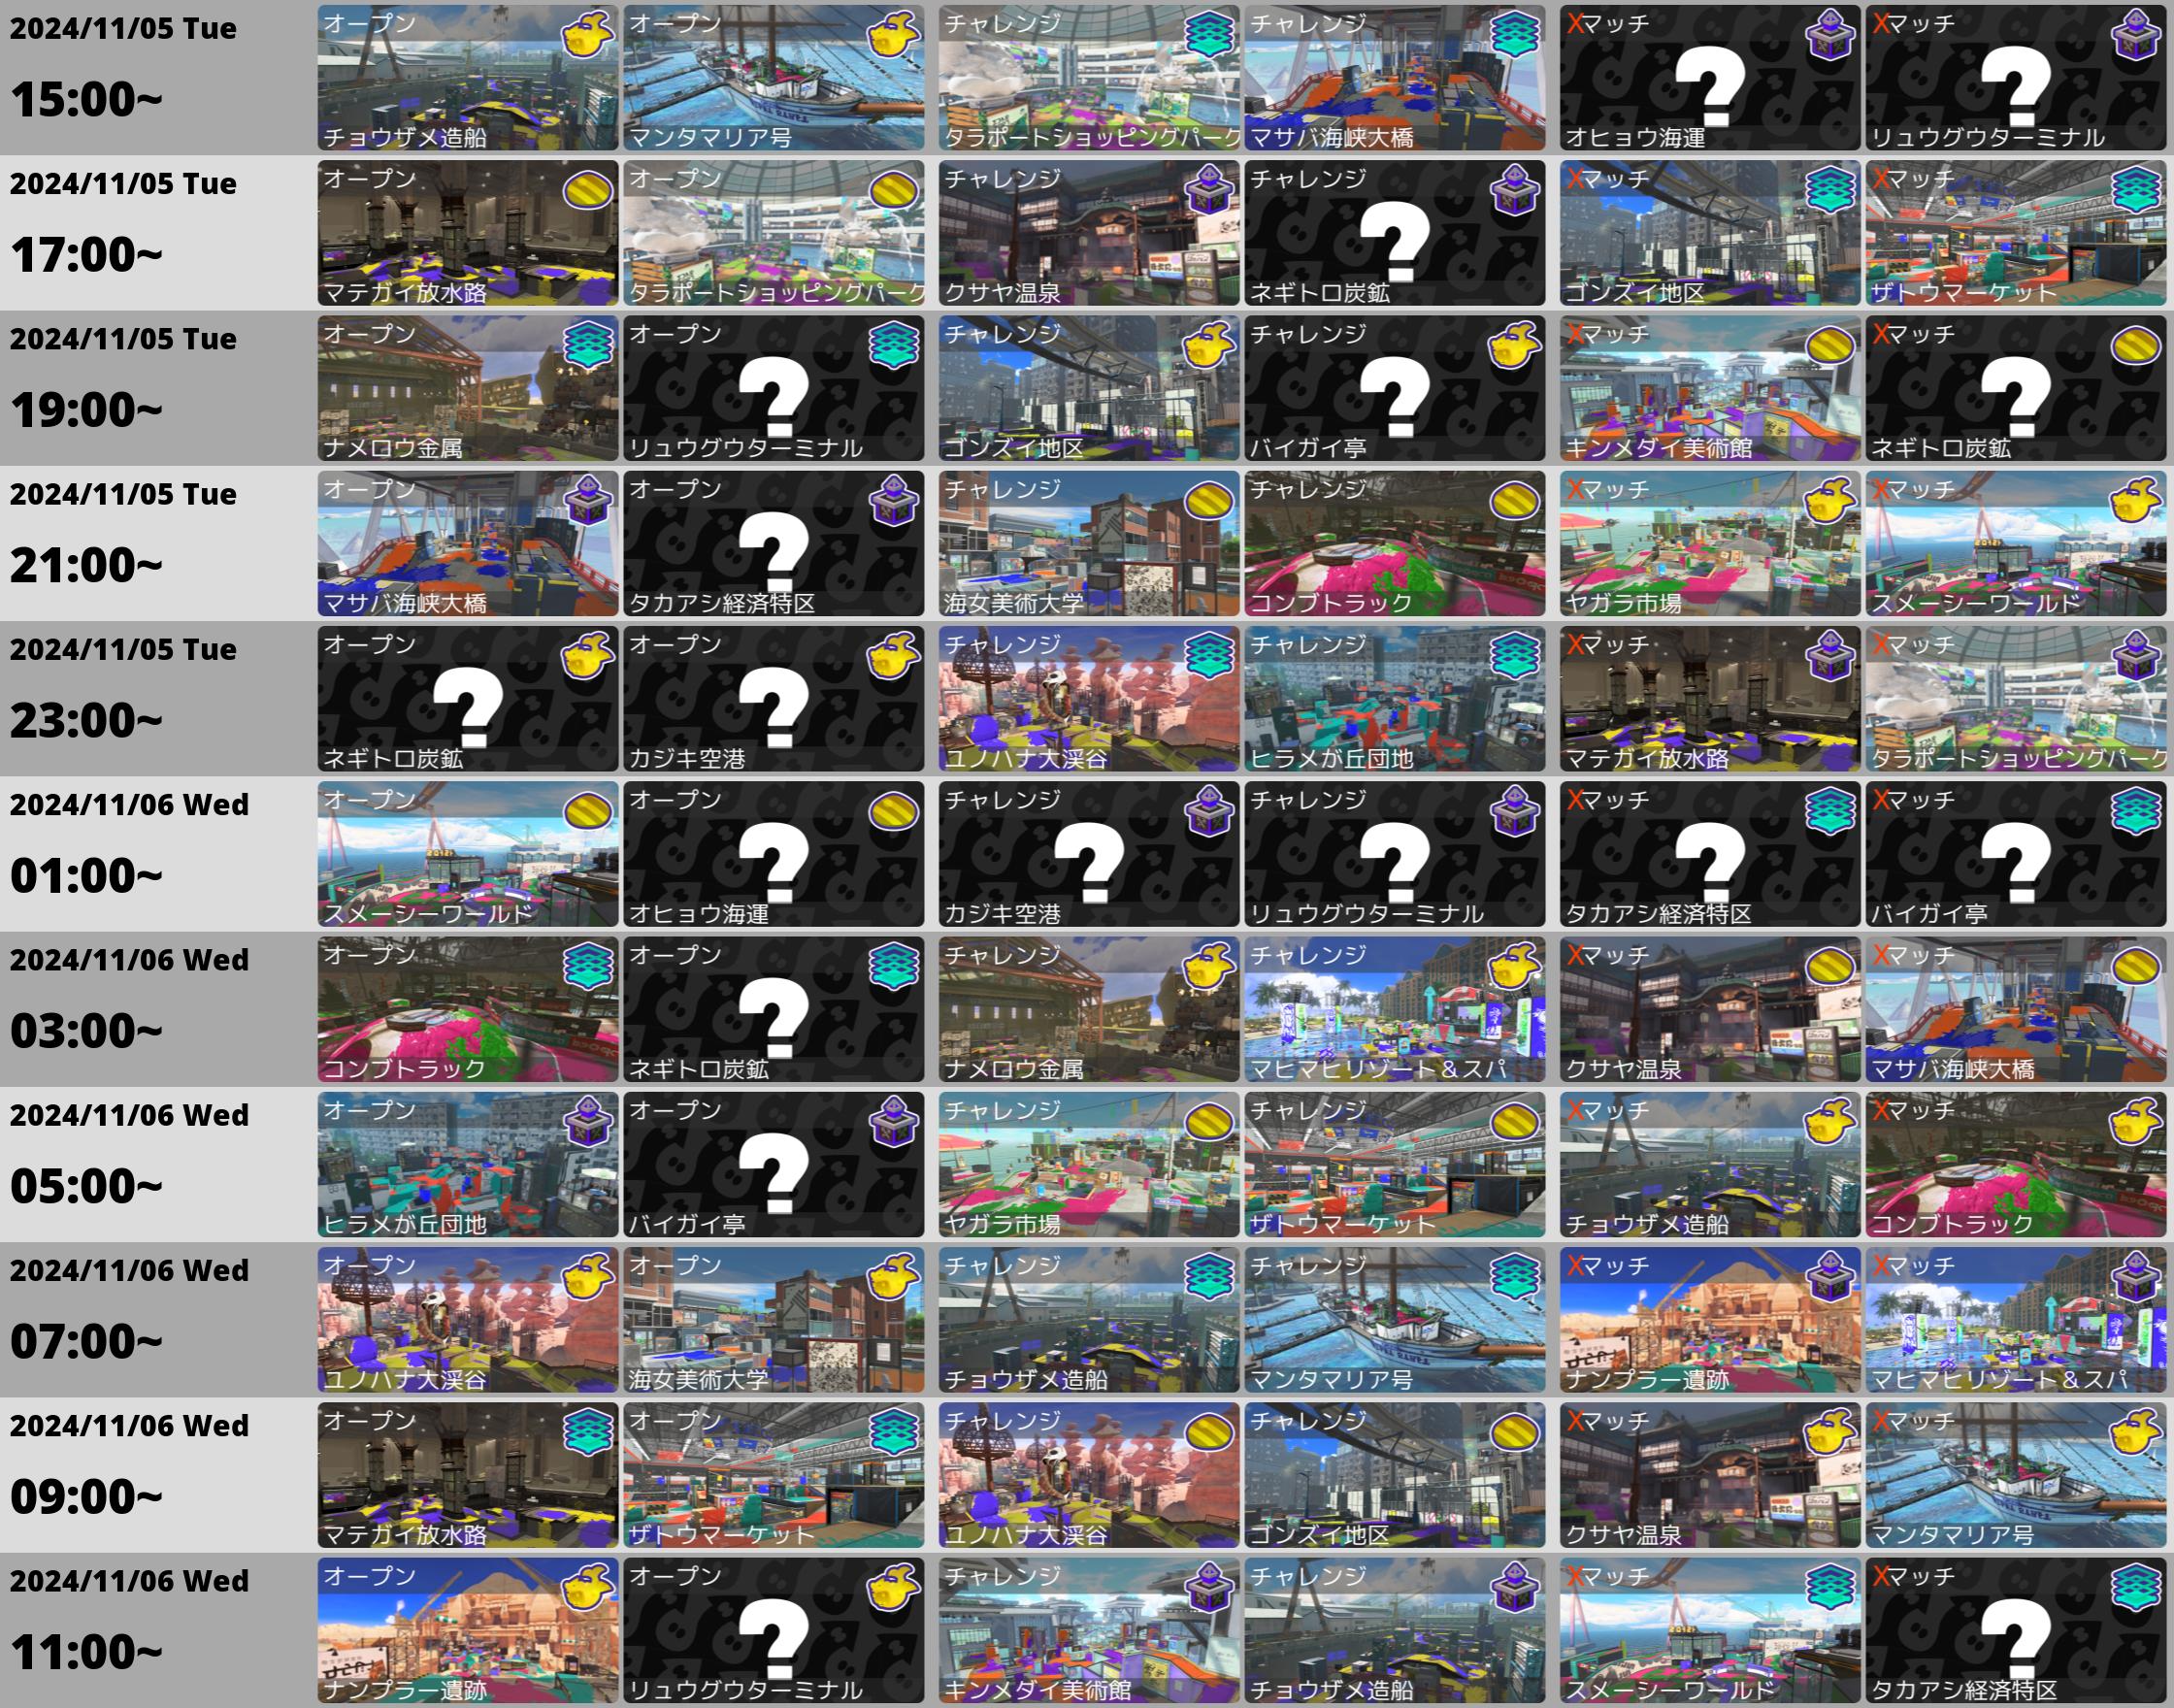 2024/11/05 Tue
15:00~
オープン
チョウザメ造船
オープン
マンタマリア号
チャレンジ
タラポートショッピングパーク
チャレンジ
マサバ海峡大橋
Xマッチ
オヒョウ海運
Xマッチ
リュウグウターミナル
2024/11/05 Tue
17:00~
オープン
マテガイ放水路
オープン
タラポートショッピングパーク
チャレンジ
クサヤ温泉
チャレンジ
ネギトロ炭鉱
Xマッチ
ゴンズイ地区
Xマッチ
ザトウマーケット
2024/11/05 Tue
19:00~
オープン
ナメロウ金属
オープン
リュウグウターミナル
チャレンジ
ゴンズイ地区
チャレンジ
バイガイ亭
Xマッチ
キンメダイ美術館
Xマッチ
ネギトロ炭鉱
2024/11/05 Tue
21:00~
オープン
マサバ海峡大橋
オープン
タカアシ経済特区
チャレンジ
海女美術大学
チャレンジ
コンブトラック
Xマッチ
ヤガラ市場
Xマッチ
スメーシーワールド
2024/11/05 Tue
23:00~
オープン
ネギトロ炭鉱
オープン
カジキ空港
チャレンジ
ユノハナ大渓谷
チャレンジ
ヒラメが丘団地
Xマッチ
マテガイ放水路
Xマッチ
タラポートショッピングパーク
2024/11/06 Wed
01:00~
オープン
スメーシーワールド
オープン
オヒョウ海運
チャレンジ
カジキ空港
チャレンジ
リュウグウターミナル
Xマッチ
タカアシ経済特区
Xマッチ
バイガイ亭
2024/11/06 Wed
03:00~
オープン
コンブトラック
オープン
ネギトロ炭鉱
チャレンジ
ナメロウ金属
チャレンジ
マヒマヒリゾート＆スパ
Xマッチ
クサヤ温泉
Xマッチ
マサバ海峡大橋
2024/11/06 Wed
05:00~
オープン
ヒラメが丘団地
オープン
バイガイ亭
チャレンジ
ヤガラ市場
チャレンジ
ザトウマーケット
Xマッチ
チョウザメ造船
Xマッチ
コンブトラック
2024/11/06 Wed
07:00~
オープン
ユノハナ大渓谷
オープン
海女美術大学
チャレンジ
チョウザメ造船
チャレンジ
マンタマリア号
Xマッチ
ナンプラー遺跡
Xマッチ
マヒマヒリゾート＆スパ
2024/11/06 Wed
09:00~
オープン
マテガイ放水路
オープン
ザトウマーケット
チャレンジ
ユノハナ大渓谷
チャレンジ
ゴンズイ地区
Xマッチ
クサヤ温泉
Xマッチ
マンタマリア号
2024/11/06 Wed
11:00~
オープン
ナンプラー遺跡
オープン
リュウグウターミナル
チャレンジ
キンメダイ美術館
チャレンジ
チョウザメ造船
Xマッチ
スメーシーワールド
Xマッチ
タカアシ経済特区